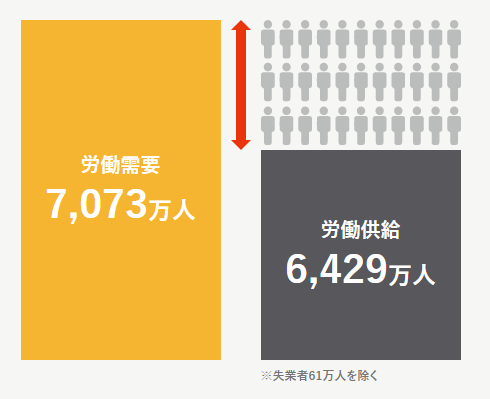 労働需要
7,073万人
労働供給
6,429万人
※失業者61万人を除く